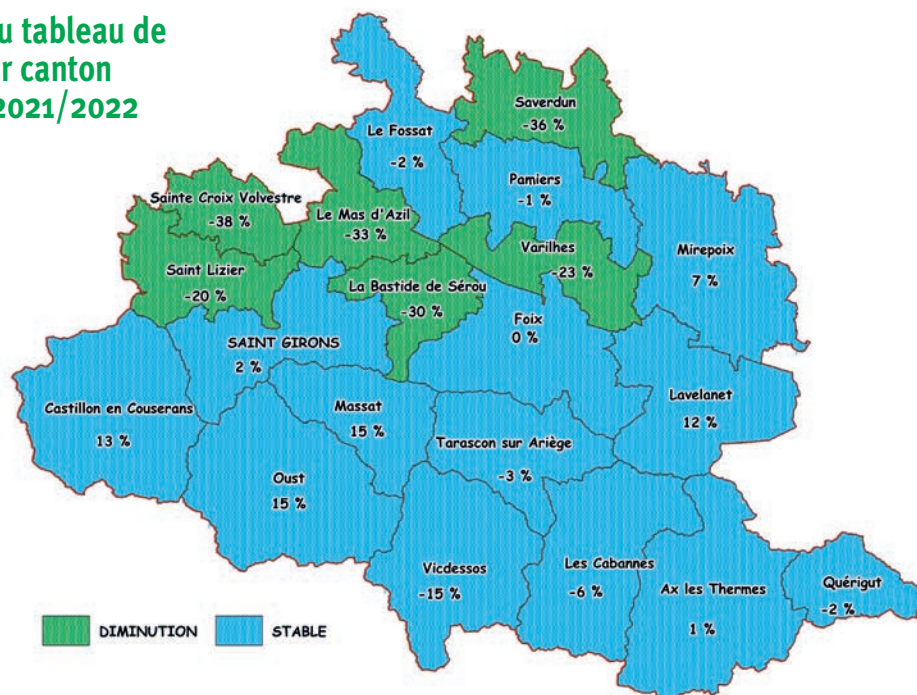 u tableau de
r canton
2021/2022
Saverdun
-36 %
Le Fossat
-2 %
Pamiers
-1 %
Sainte Croix Volvestre
-38 %
Le Mas d'Azil
-33 %
Varilhes
-23 %
Mirepoix
7 %
Saint Lizier
-20 %
La Bastide de Sérou
-30 %
Foix
0 %
SAINT GIRONS
2 %
Castillon en Couserans
13 %
Massat
15 %
Lavelanet
12 %
Tarascon sur Ariège
-3 %
Oust
15 %
Vicdessos
-15 %
Les Cabannes
-6 %
Ax les Thermes
1 %
Quérigut
-2 %
DIMINUTION
STABLE